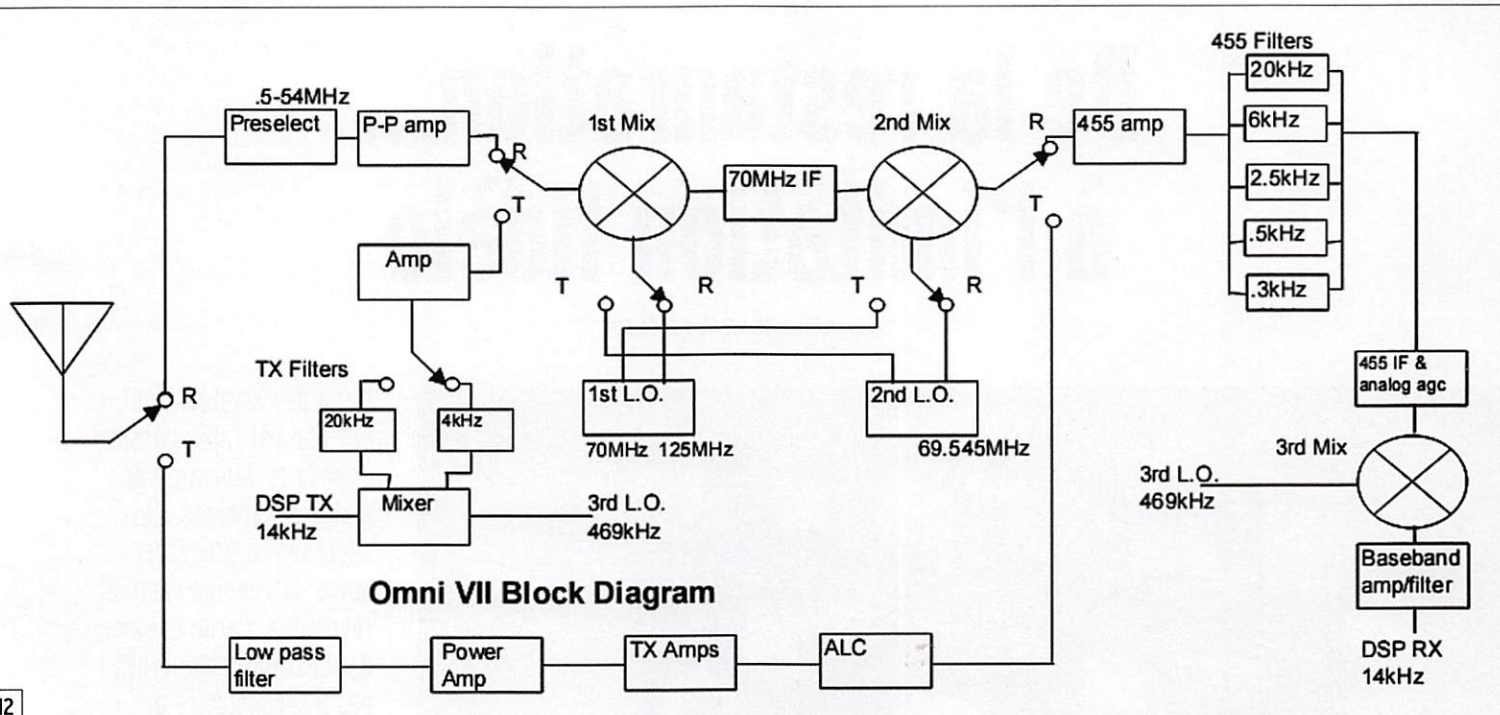 455 Filters
20kHz
6kHz
2.5kHz
.5kHz
.3kHz
.5-54MHz
Preselect
P-P amp
R
T
1st Mix
70MHz IF
2nd Mix
R
T
455 amp
Amp
T
R
T
R
TX Filters
20kHz
4kHz
1st L.O.
70MHz 125MHz
2nd L.O.
69.545MHz
455 IF &
analog agc
R
T
3rd Mix
3rd L.O.
469kHz
DSP TX
14kHz
Mixer
3rd L.O.
469kHz
Baseband
amp/filter
DSP RX
14kHz
Omni VII Block Diagram
Low pass
filter
Power
Amp
TX Amps
ALC